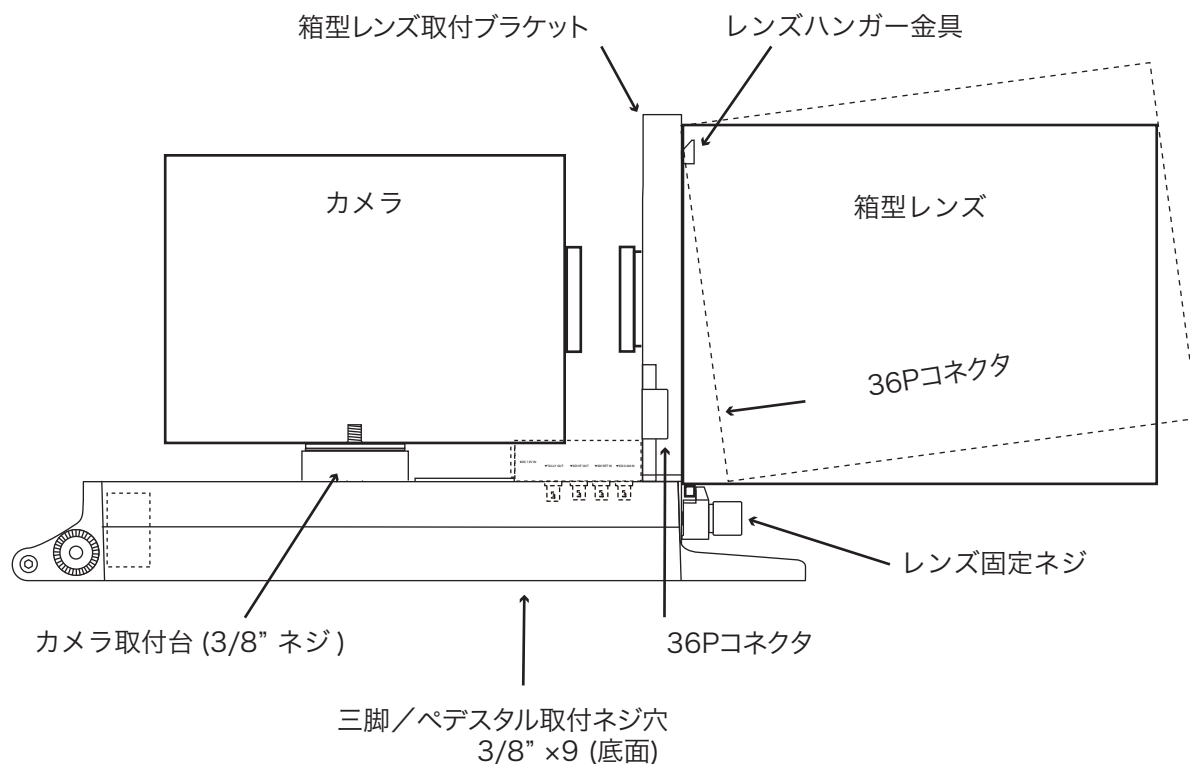 箱型レンズ取付ブラケット
レンズハンガー金具
カメラ
箱型レンズ
36Pコネクタ
レンズ固定ネジ
カメラ取付台 (3/8” ネジ )
36Pコネクタ
三脚／ペデスタル取付ネジ穴
3/8” ×9 (底面)